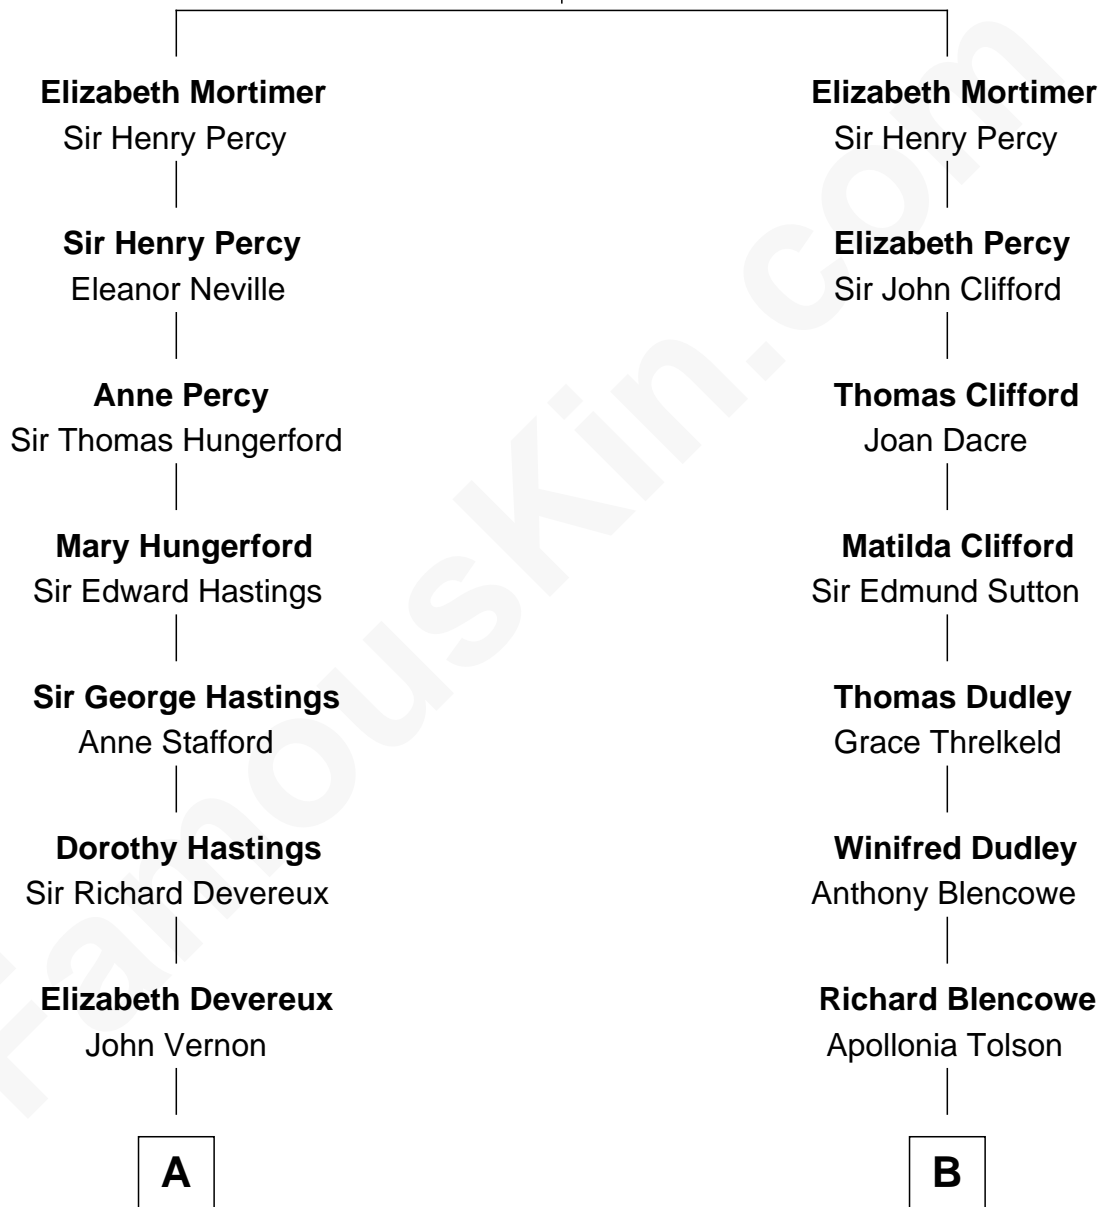 Elizabeth Mortimer
Sir Henry Percy
Sir Henry Percy
Eleanor Neville
Anne Percy
Sir Thomas Hungerford
Mary Hungerford
Sir Edward Hastings
Sir George Hastings
Anne Stafford
Dorothy Hastings
Sir Richard Devereux
Elizabeth Devereux
John Vernon
A
Elizabeth Mortimer
Sir Henry Percy
Elizabeth Percy
Sir John Clifford
Thomas Clifford
Joan Dacre
Matilda Clifford
Sir Edmund Sutton
Thomas Dudley
Grace Threlkeld
Winifred Dudley
Anthony Blencowe
Richard Blencowe
Apollonia Tolson
B
FamousKin.com